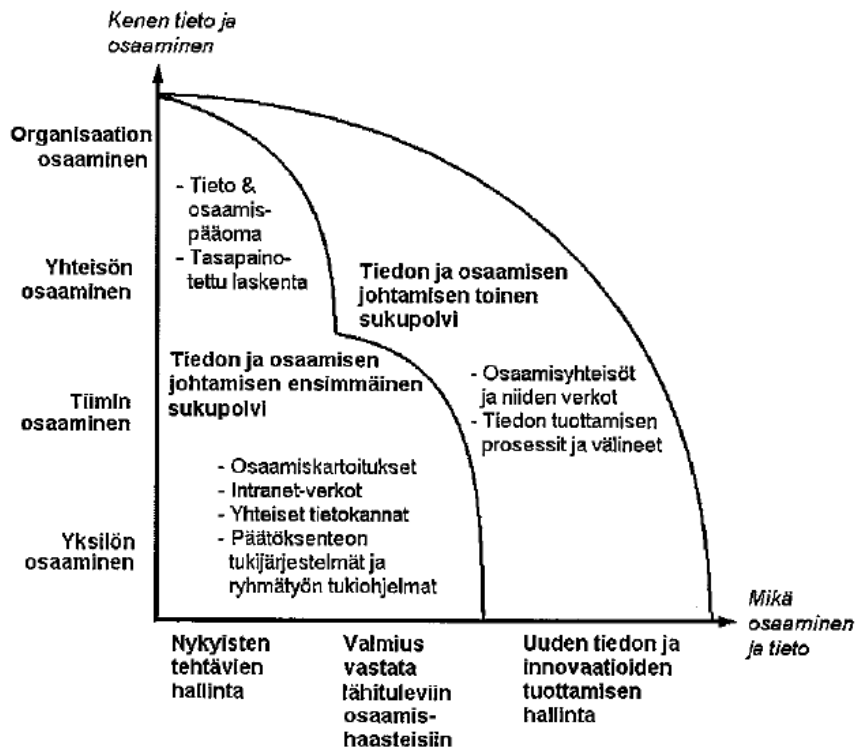 Kenen tieto ja
osaaminen
Organisaation
osaaminen
- Tieto &
osaamis-
pääoma
- Tasapaino-
tettu laskenta
Yhteisön
osaaminen
Tiedon ja osaamisen
johtamisen toinen
sukupolvi
Tiedon ja osaamisen
johtamisen ensimmäinen
sukupolvi
- Osaamisyhteisöt
ja niiden verkot
- Tiedon tuottamisen
prosessit ja välineet
Tiimin
osaaminen
- Osaamiskartoitukset
- Intranet-verkot
- Yhteiset tietokannat
- Päätöksenteon
tukijärjestelmät ja
ryhmätyön tukiohjelmat
Yksilön
osaaminen
Mikä
osaaminen
ja tieto
Nykyisten
tehtävien
hallinta
Valmius
vastata
lähituleviin
osaamis-
haasteisiin
Uuden tiedon ja
innovaatioiden
tuottamisen
hallinta